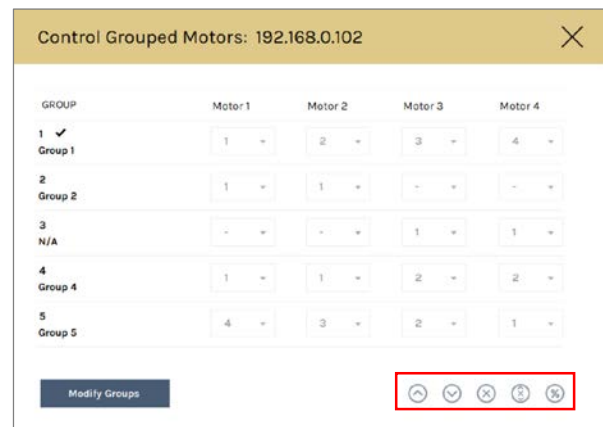 Control Grouped Motors: 192.168.0.102
GROUP Motor 1 Motor 2 Motor 3 Motor 4
1 ✔ 1 2 3 4
Group 1
2 1 1 - -
Group 2
3 - - 1 1
N/A
4 1 1 2 2
Group 4
5 4 3 2 1
Group 5
Modify Groups %